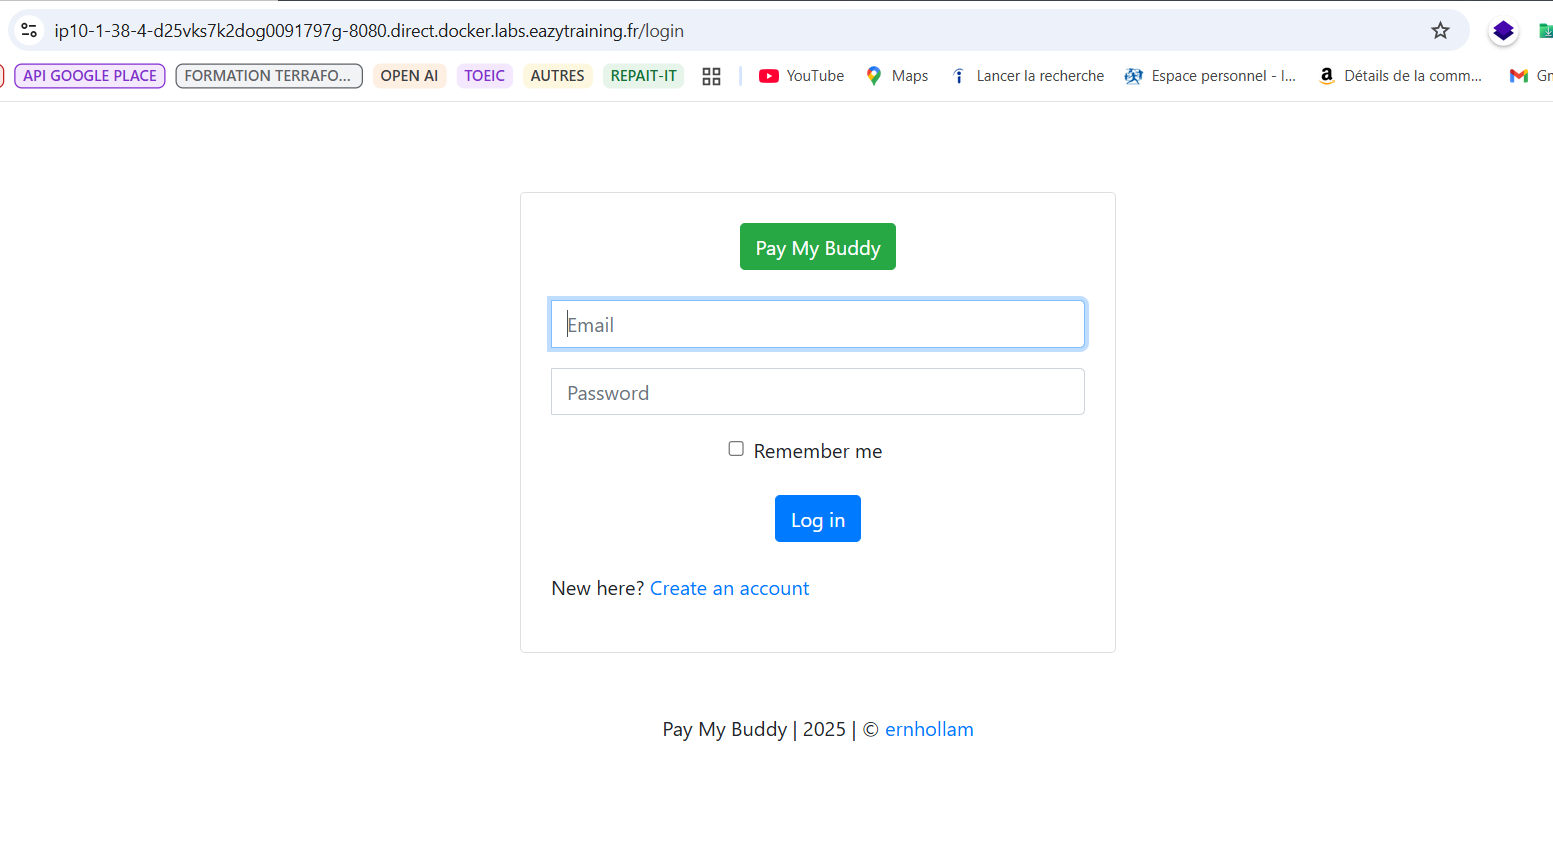 ip10-1-38-4-d25vks7k2dog0091797g-8080.direct.docker.labs.eazytraining.fr/login
API GOOGLE PLACE FORMATION TERRAFO... OPEN AI TOEIC AUTRES REPAIT-IT YouTube Maps Lancer la recherche Espace personnel - I... Détails de la comm... Gm
Pay My Buddy
Email
Password
Remember me
Log in
New here? Create an account
Pay My Buddy | 2025 | © ernhollam